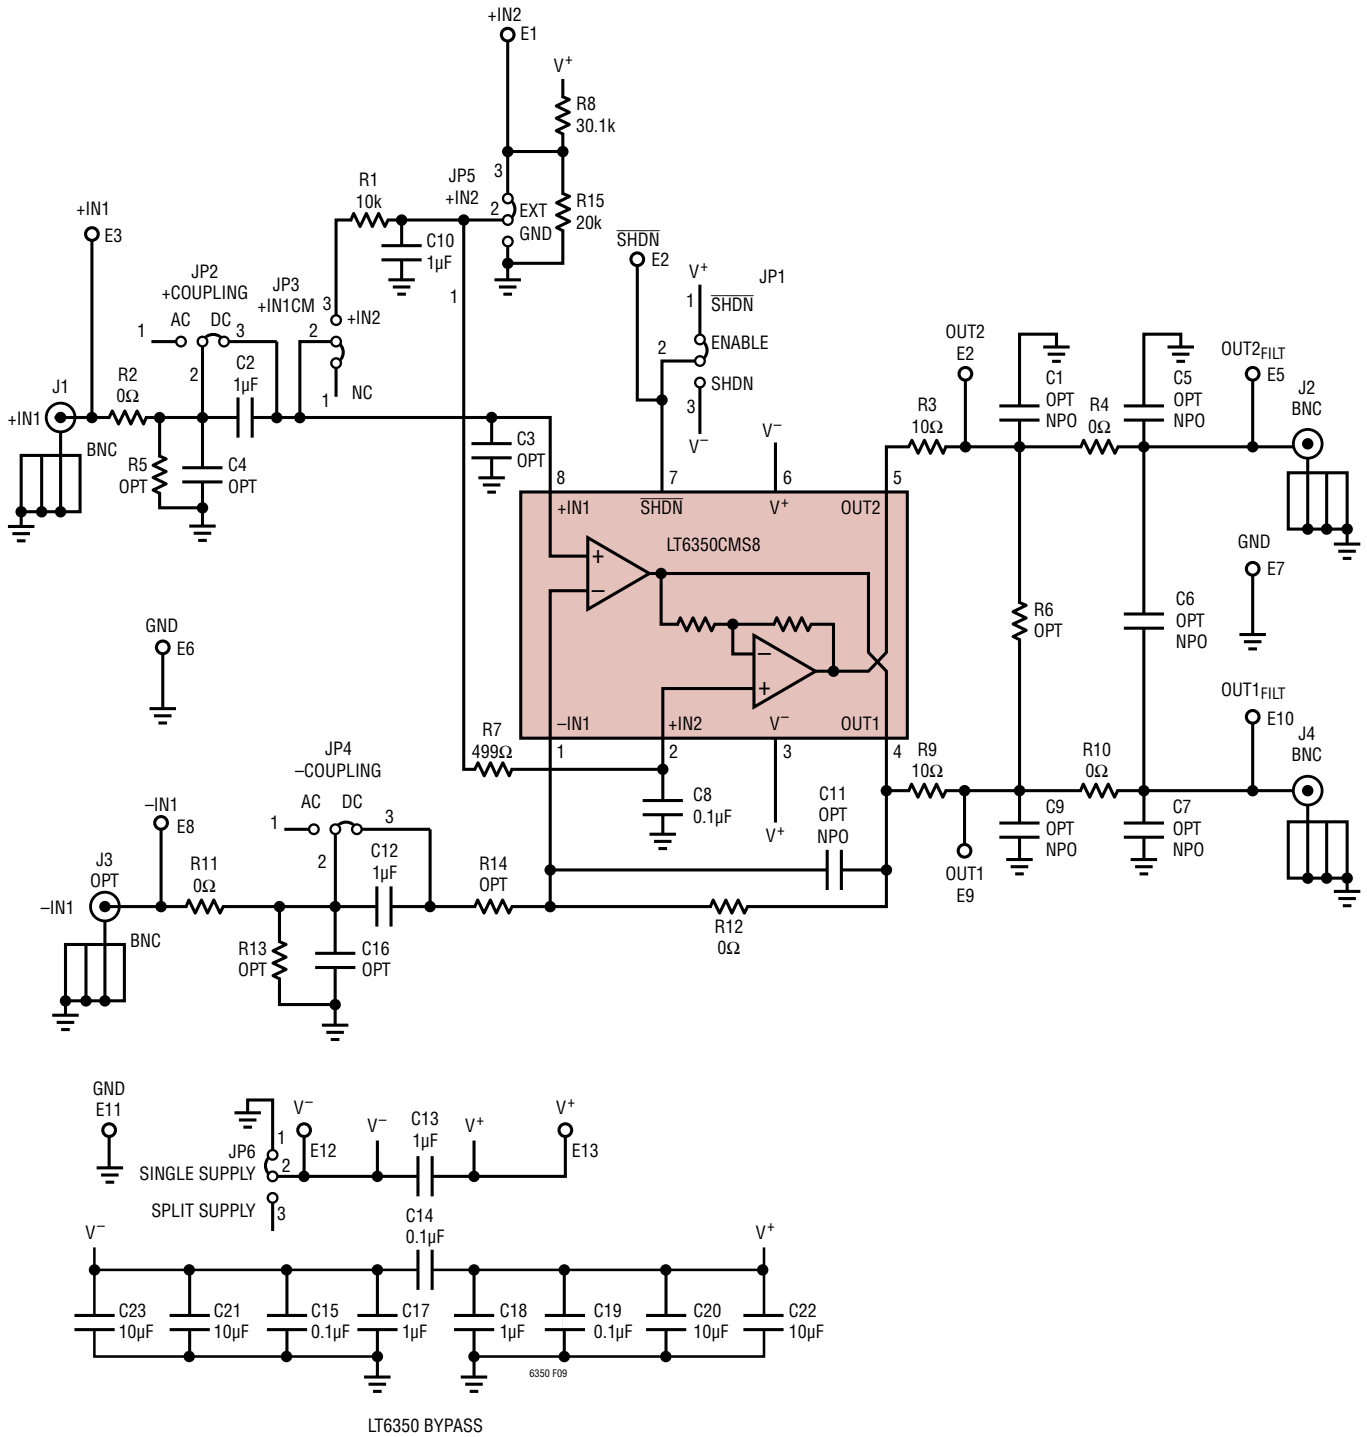 +IN2
E1
V+
R8
30.1k
3
JP5
+IN2
2
EXT
GND
R15
20k
R1
10k
C10
1µF
1
+IN1
E3
JP2
+COUPLING
1
AC
DC
3
2
JP3
+IN1CM
3
+IN2
2
1
NC
C2
1µF
J1
+IN1
BNC
R2
0Ω
R5
OPT
C4
OPT
C3
OPT
SHDN
E2
V+
JP1
1
SHDN
2
ENABLE
SHDN
3
V–
V–
OUT2
E2
C1
OPT
NPO
R3
10Ω
R4
0Ω
C5
OPT
NPO
OUT2FILT
E5
J2
BNC
8
7
6
5
+IN1
SHDN
V+
OUT2
LT6350CMS8
+
–
–
+
–IN1
+IN2
V–
OUT1
1
2
3
4
GND
E6
R6
OPT
C6
OPT
NPO
GND
E7
OUT1FILT
E10
J4
BNC
R7
499Ω
C8
0.1µF
V+
C11
OPT
NPO
R9
10Ω
R10
0Ω
C9
OPT
NPO
C7
OPT
NPO
OUT1
E9
JP4
–COUPLING
1
AC
DC
3
2
–IN1
E8
J3
OPT
–IN1
BNC
R11
0Ω
C12
1µF
R14
OPT
R12
0Ω
R13
OPT
C16
OPT
GND
E11
JP6
SINGLE SUPPLY
SPLIT SUPPLY
1
2
3
V–
E12
V–
C13
1µF
V+
V+
E13
V–
C14
0.1µF
V+
C23
10µF
C21
10µF
C15
0.1µF
C17
1µF
C18
1µF
C19
0.1µF
C20
10µF
C22
10µF
6350 F09
LT6350 BYPASS